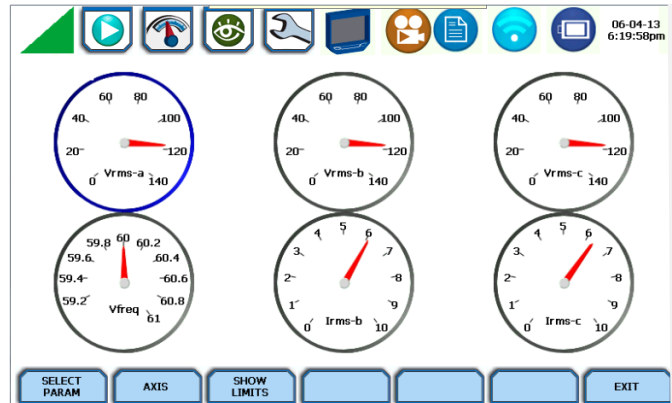 06-04-13
6:19:58pm
60 80
40 100
20 120
0 Vrms-a 140
60 80
40 100
20 120
0 Vrms-b 140
60 80
40 100
20 120
0 Vrms-c 140
59.8 60 60.2
59.6 60.4
59.4 60.6
59.2 60.8
Vfreq 61
4 5 6
3 7
2 8
1 9
0 Irms-b 10
4 5 6
3 7
2 8
1 9
0 Irms-c 10
SELECT
PARAM
AXIS
SHOW
LIMITS
EXIT